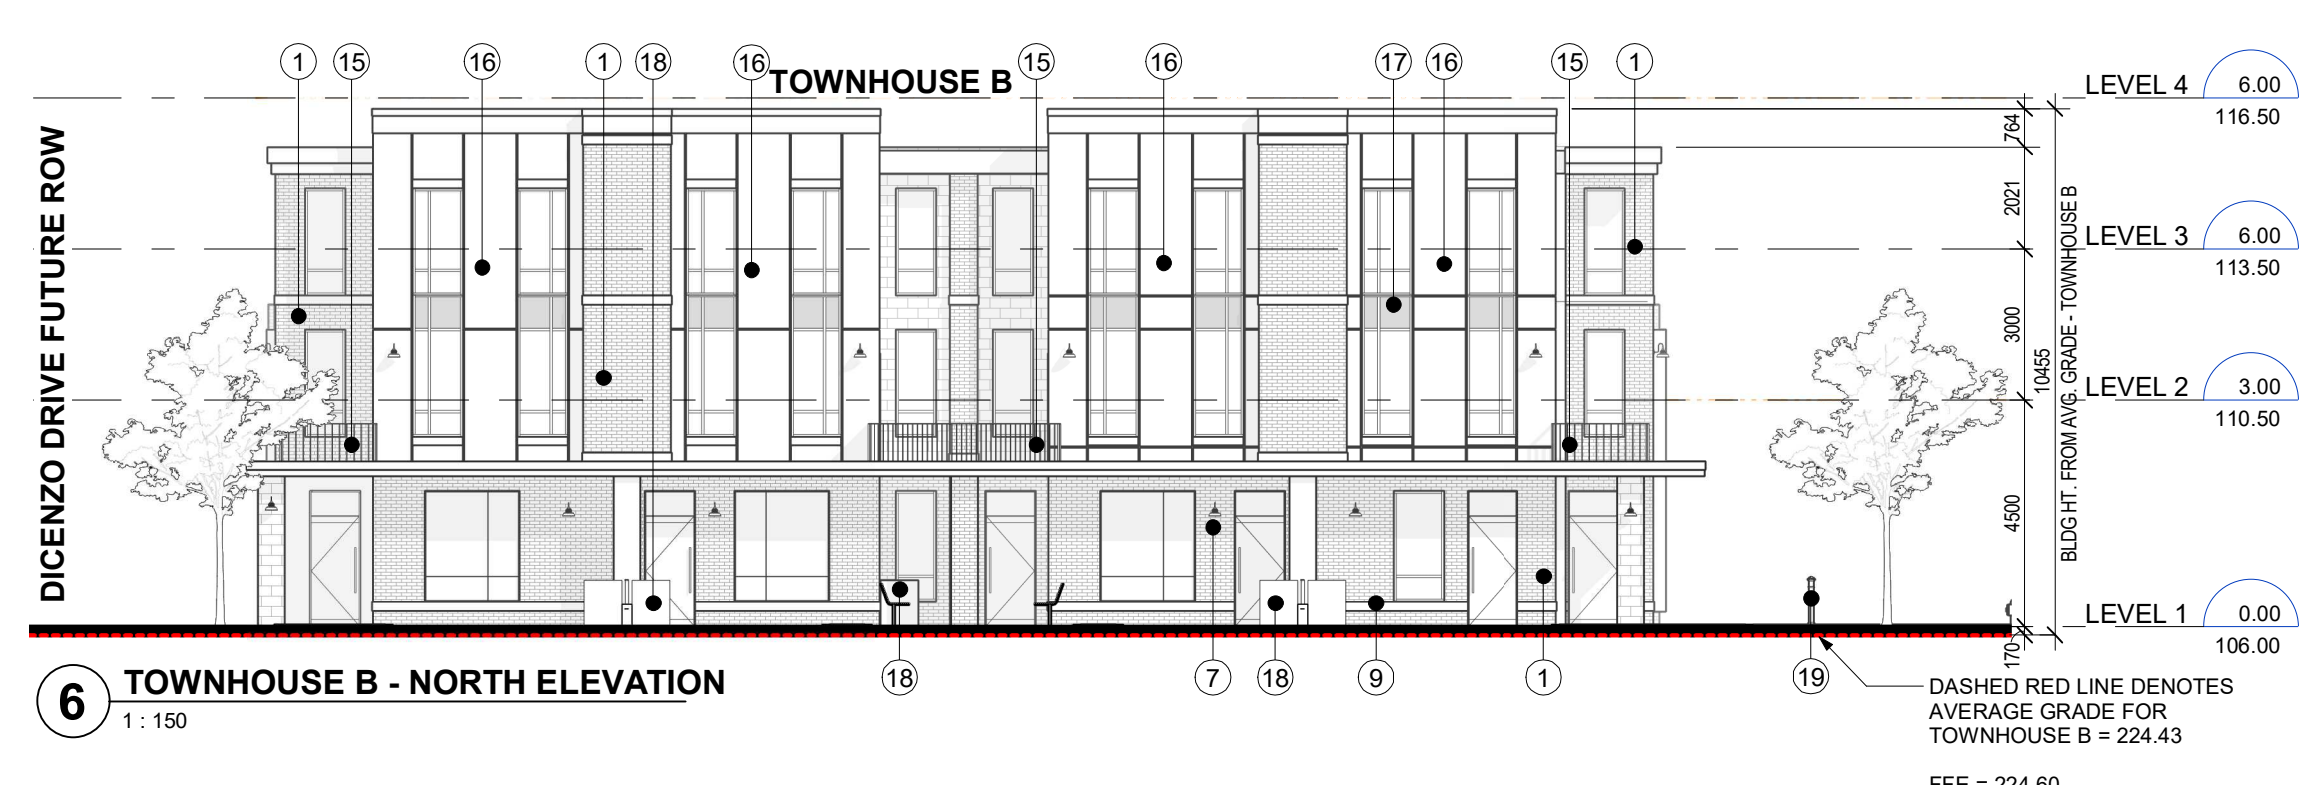 1 15 16 1 18 16 TOWNHOUSE B 15 16 17 16 15 1
DICENZO DRIVE FUTURE ROW
LEVEL 4 6.00
116.50
764
2021
LEVEL 3 6.00
113.50
3000
10455
BLDG HT. FROM AVG. GRADE - TOWNHOUSE B
LEVEL 2 3.00
110.50
4500
LEVEL 1 0.00
106.00
170
18 7 18 9 1 19
6 TOWNHOUSE B - NORTH ELEVATION
1 : 150
DASHED RED LINE DENOTES
AVERAGE GRADE FOR
TOWNHOUSE B = 224.43
FFE = 224.60